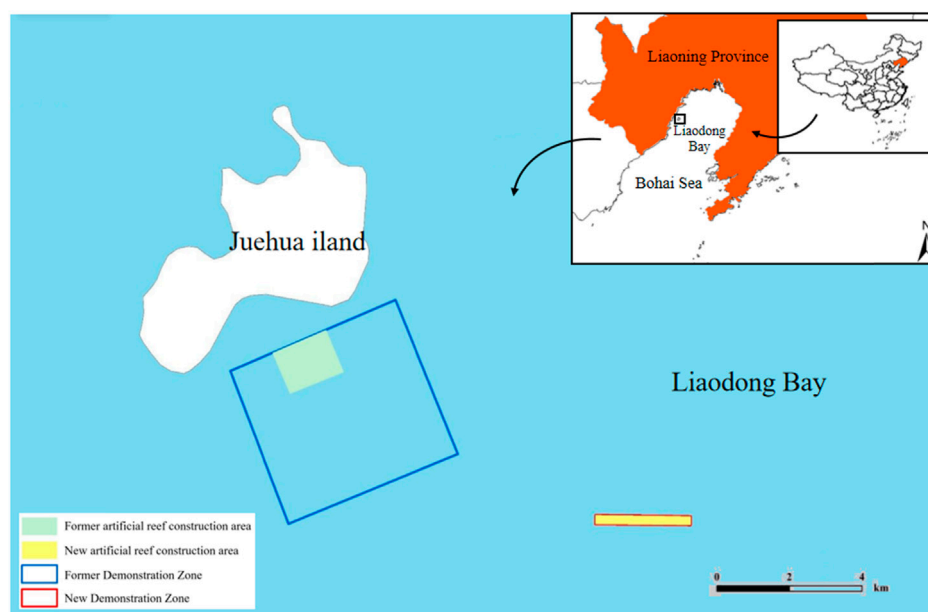 Liaoning Province
Liaodong
Bay
Bohai Sea
N
Juehua iland
Liaodong Bay
Former artificial reef construction area
New artificial reef construction area
Former Demonstration Zone
New Demonstration Zone
0 2 4
km